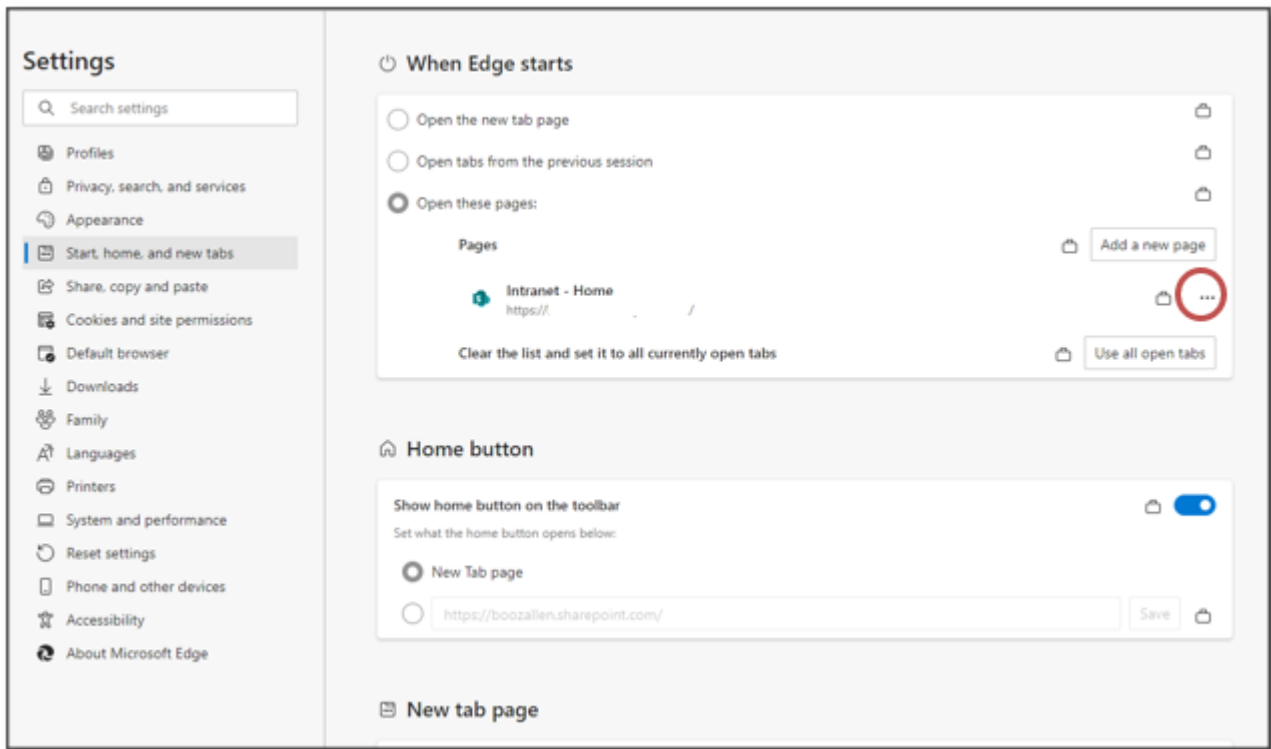 Settings
Search settings
Profiles
Privacy, search, and services
Appearance
Start, home, and new tabs
Share, copy and paste
Cookies and site permissions
Default browser
Downloads
Family
Languages
Printers
System and performance
Reset settings
Phone and other devices
Accessibility
About Microsoft Edge
When Edge starts
Open the new tab page
Open tabs from the previous session
Open these pages:
Pages
Add a new page
Intranet - Home
https://
Clear the list and set it to all currently open tabs
Use all open tabs
Home button
Show home button on the toolbar
Set what the home button opens below:
New Tab page
https://boozallen.sharepoint.com/
Save
New tab page